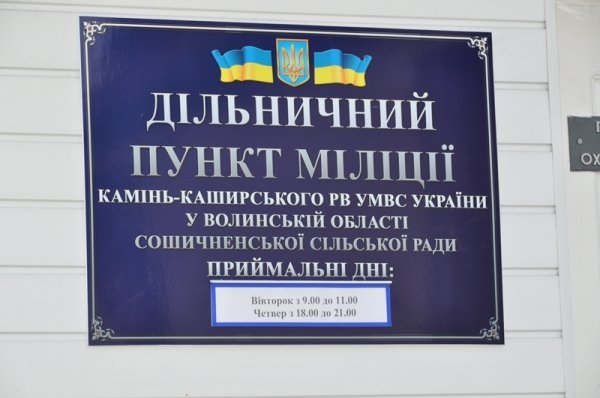 ДІЛЬНИЧНИЙ
ПУНКТ МІЛІЦІЇ
КАМІНЬ-КАШИРСЬКОГО РВ УМВС УКРАЇНИ
У ВОЛИНСЬКІЙ ОБЛАСТІ
СОШИЧНЕНСЬКОЇ СІЛЬСЬКОЇ РАДИ
ПРИЙМАЛЬНІ ДНІ:
Вівторок з 9.00 до 11.00
Четвер з 18.00 до 21.00